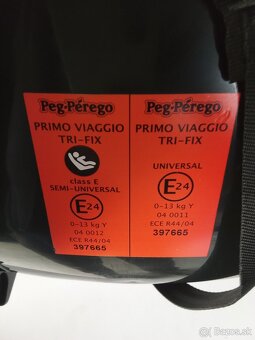 Peg-Pérego
PRIMO VIAGGIO
TRI-FIX
class E
SEMI-UNIVERSAL
E24
0-13 kg Y
04 0012
ECE R44/04
397665
Peg-Pérego
PRIMO VIAGGIO
TRI-FIX
UNIVERSAL
E24
0-13 kg Y
04 0011
ECE R44/04
397665
bazar.sk